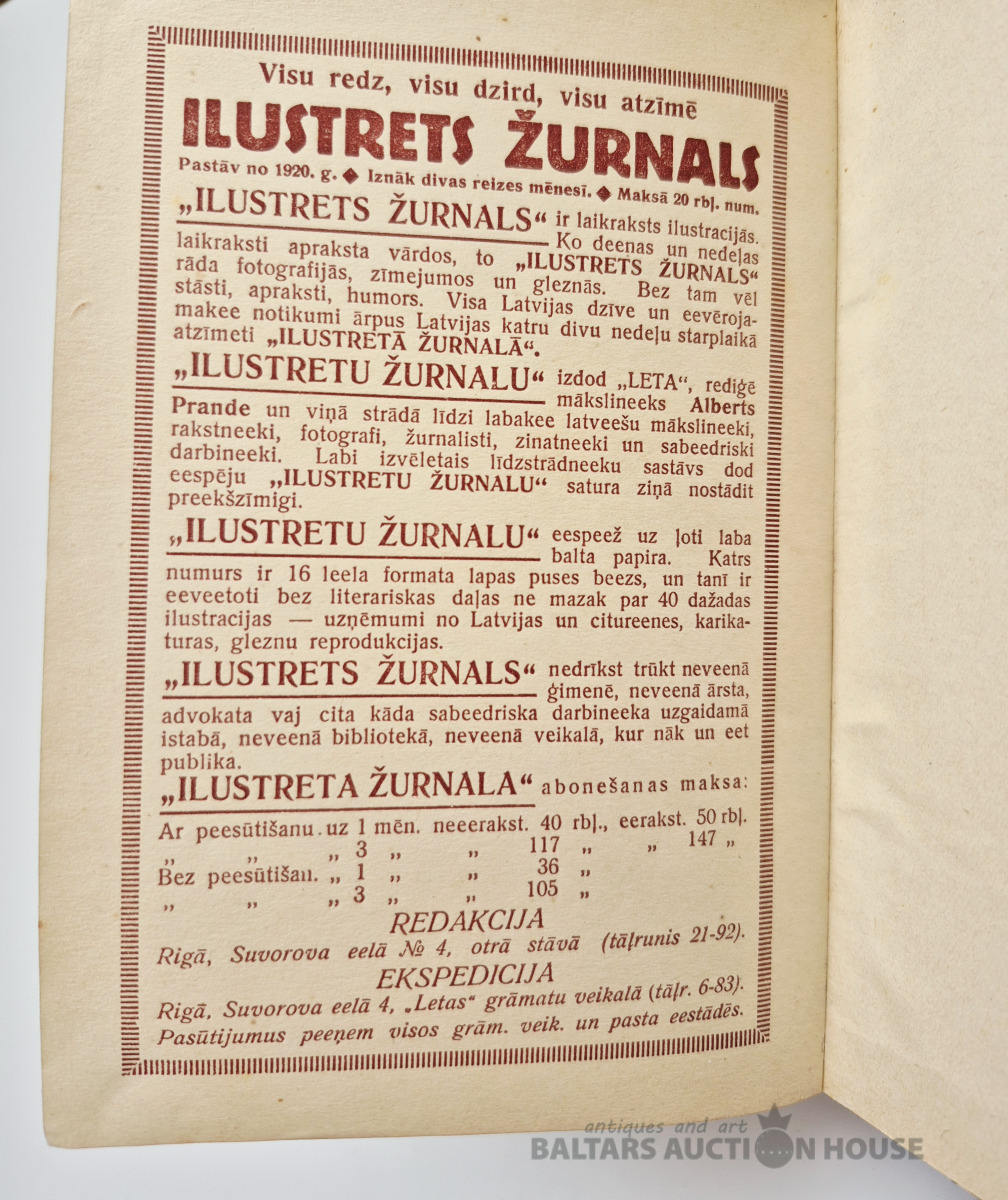 Visu redz, visu dzird, visu atzīmē
ILUSTRETS ŽURNALS
Pastāv no 1920. g. ◆ Iznāk divas reizes mēnesī. ◆ Maksā 20 rbļ. num.
„ILUSTRETS ŽURNALS“ ir laikraksts ilustracijās.
Ko deenas un nedeļas
laikraksti apraksta vārdos, to „ILUSTRETS ŽURNALS“
rāda fotografijās, zīmejumos un gleznās. Bez tam vēl
stāsti, apraksti, humors. Visa Latvijas dzīve un eevēroja-
makee notikumi ārpus Latvijas katru divu nedeļu starplaikā
atzīmeti „ILUSTRETĀ ŽURNALĀ“.
„ILUSTRETU ŽURNALU“ izdod „LETA“, rediģē
mākslineeks Alberts
Prande un viņā strādā līdzi labakee latveešu mākslineeki,
rakstneeki, fotografi, žurnalisti, zinatneeki un sabeedriski
darbineeki. Labi izvēletais līdzstrādneeku sastāvs dod
eespēju „ILUSTRETU ŽURNALU“ satura ziņā nostādit
preekšzīmigi.
„ILUSTRETU ŽURNALU“ eespeež uz ļoti laba
balta papira. Katrs
numurs ir 16 leela formata lapas puses beezs, un tanī ir
eeveetoti bez literariskas daļas ne mazak par 40 dažadas
ilustracijas — uzņēmumi no Latvijas un citureenes, karika-
turas, gleznu reprodukcijas.
„ILUSTRETS ŽURNALS“ nedrīkst trūkt neveenā
ģimenē, neveenā ārsta,
advokata vaj cita kāda sabeedriska darbineeka uzgaidamā
istabā, neveenā bibliotekā, neveenā veikalā, kur nāk un eet
publika.
„ILUSTRETA ŽURNALA“ abonešanas maksa:
Ar peesūtišanu uz 1 mēn. neeerakst. 40 rbļ., eerakst. 50 rbļ.
„ „ „ 3 „ „ 117 „ „ 147 „
Bez peesūtišan. „ 1 „ „ 36 „
„ „ „ 3 „ „ 105 „
REDAKCIJA
Rigā, Suvorova eelā № 4, otrā stāvā (tāļrunis 21-92).
EKSPEDICIJA
Rigā, Suvorova eelā 4, „Letas“ grāmatu veikalā (tāļr. 6-83).
Pasūtijumus peeņem visos grām. veik. un pasta eestādēs.
antiques and art
BALTARS AUCTION HOUSE